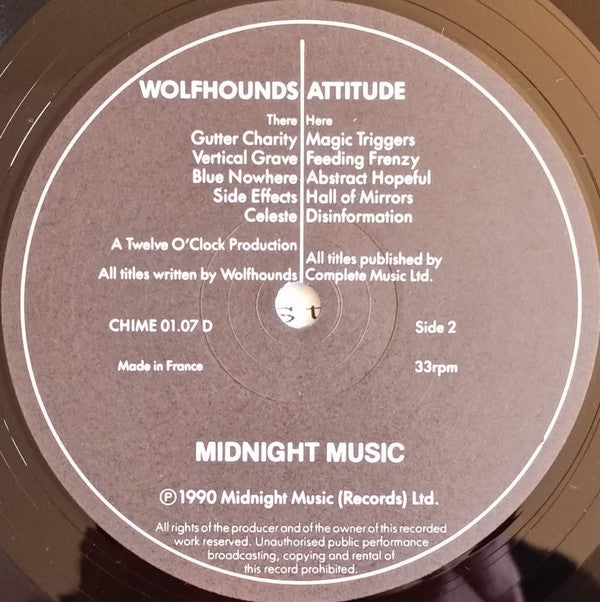 WOLFHOUNDS ATTITUDE
There Here
Gutter Charity Magic Triggers
Vertical Grave Feeding Frenzy
Blue Nowhere Abstract Hopeful
Side Effects Hall of Mirrors
Celeste Disinformation
A Twelve O'Clock Production
All titles published by
All titles written by Wolfhounds Complete Music Ltd.
S t
CHIME 01.07 D Side 2
Made in France 33rpm
MIDNIGHT MUSIC
℗ 1990 Midnight Music (Records) Ltd.
All rights of the producer and of the owner of this recorded
work reserved. Unauthorised public performance
broadcasting, copying and rental of
this record prohibited.